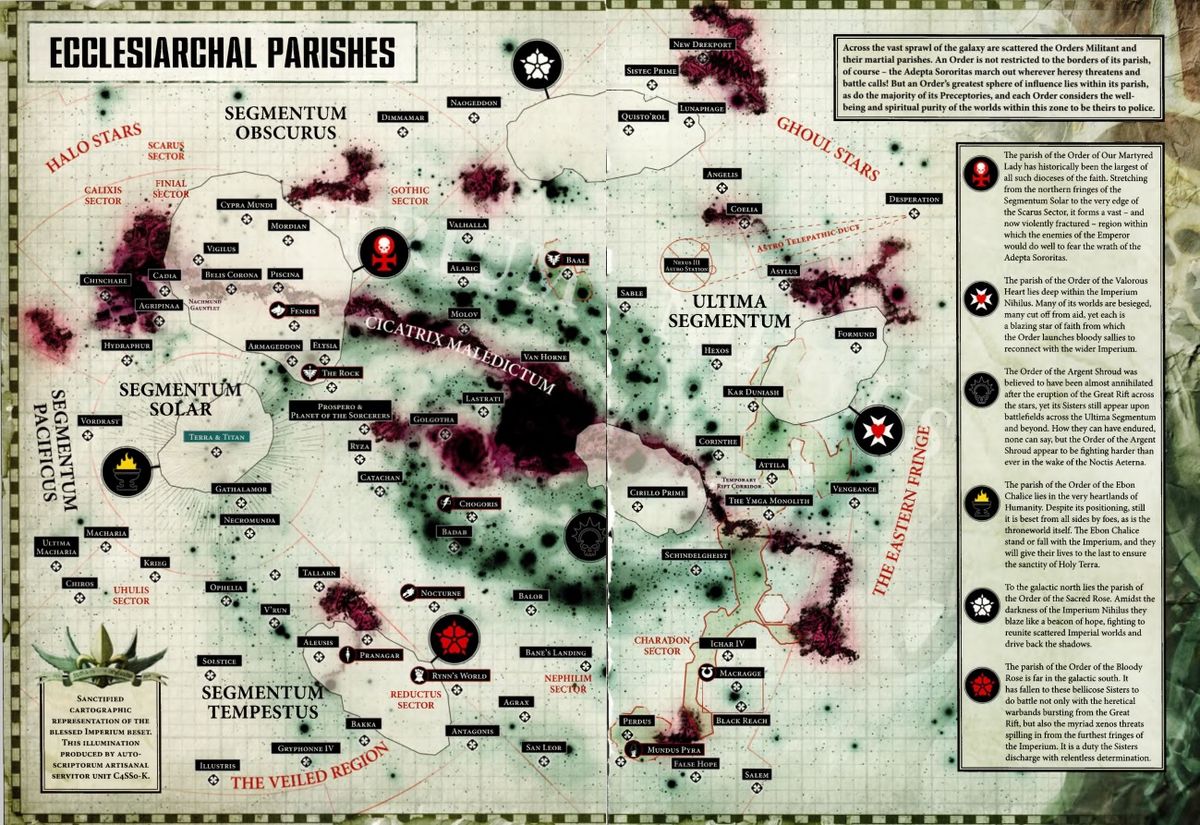 ECCLESIARCHAL PARISHES
Across the vast sprawl of the galaxy are scattered the Orders Militant and
their martial parishes. An Order is not restricted to the borders of its parish,
of course – the Adepta Sororitas march out wherever heresy threatens and
battle calls! But an Order's greatest sphere of influence lies within its parish,
as do the majority of its Preceptories, and each Order considers the well-
being and spiritual purity of the worlds within this zone to be theirs to police.
New Drekport
Sistec Prime
Naogeddon
Lunaphage
Quisto'rol
Dimmamar
SEGMENTUM
OBSCURUS
HALO STARS
SCARUS
SECTOR
GHOUL STARS
CALIXIS
SECTOR
FINIAL
SECTOR
GOTHIC
SECTOR
Angelis
Desperation
Cypra Mundi
Coelia
Mordian
Valhalla
Astro Telepathic Duct
Vigilus
Nexus III
Astro Station
Baal
Alaric
Asylus
Chinchare
Cadia
Belis Corona
Piscina
Sable
Agripinaa
Nachmund
Gauntlet
Fenris
ULTIMA
SEGMENTUM
Molov
CICATRIX MALEDICTUM
Formund
Hydraphur
Armageddon
Elysia
Van Horne
Hexos
The Rock
SEGMENTUM
SOLAR
Kar Duniash
Lastrati
Prospero &
Planet of the Sorcerers
SEGMENTUM
PACIFICUS
Vordrast
Golgotha
Terra & Titan
Corinthe
Ryza
Attila
Catachan
Temporary
Rift Corridor
THE EASTERN FRINGE
Gathalamor
Cirillo Prime
Vengeance
Chogoris
The Ymga Monolith
Necromunda
Macharia
Badab
Ultima
Macharia
Schindelgheist
Krieg
Tallarn
Chiros
UHULIS
SECTOR
Ophelia
Nocturne
Balor
V'run
CHARADON
SECTOR
Aleusis
Ichar IV
Pranagar
Bane's Landing
Solstice
Rynn's World
Macragge
NEPHILIM
SECTOR
SEGMENTUM
TEMPESTUS
REDUCTUS
SECTOR
Agrax
Perdus
Black Reach
Bakka
Antagonis
Gryphonne IV
San Leor
Mundus Pyra
False Hope
Illustris
THE VEILED REGION
Salem
Sanctified
cartographic
representation of the
blessed Imperium beset.
This illumination
produced by auto-
scriptorum artisanal
servitor unit C4SS0-K.
The parish of the Order of Our Martyred
Lady has historically been the largest of
all such dioceses of the faith. Stretching
from the northern fringes of the
Segmentum Solar to the very edge of
the Scarus Sector, it forms a vast – and
now violently fractured – region within
which the enemies of the Emperor
would do well to fear the wrath of the
Adepta Sororitas.
The parish of the Order of the Valorous
Heart lies deep within the Imperium
Nihilus. Many of its worlds are besieged,
many cut off from aid, yet each is
a blazing star of faith from which
the Order launches bloody sallies to
reconnect with the wider Imperium.
The Order of the Argent Shroud was
believed to have been almost annihilated
after the eruption of the Great Rift across
the stars, yet its Sisters still appear upon
battlefields across the Ultima Segmentum
and beyond. How they can have endured,
none can say, but the Order of the Argent
Shroud appear to be fighting harder than
ever in the wake of the Noctis Aeterna.
The parish of the Order of the Ebon
Chalice lies in the very heartlands of
Humanity. Despite its positioning, still
it is beset from all sides by foes, as is the
throneworld itself. The Ebon Chalice
stand or fall with the Imperium, and they
will give their lives to the last to ensure
the sanctity of Holy Terra.
To the galactic north lies the parish of
the Order of the Sacred Rose. Amidst the
darkness of the Imperium Nihilus they
blaze like a beacon of hope, fighting to
reunite scattered Imperial worlds and
drive back the shadows.
The parish of the Order of the Bloody
Rose is far in the galactic south. It
has fallen to these bellicose Sisters to
do battle not only with the heretical
warbands bursting from the Great
Rift, but also the myriad xenos threats
spilling in from the furthest fringes of
the Imperium. It is a duty the Sisters
discharge with relentless determination.